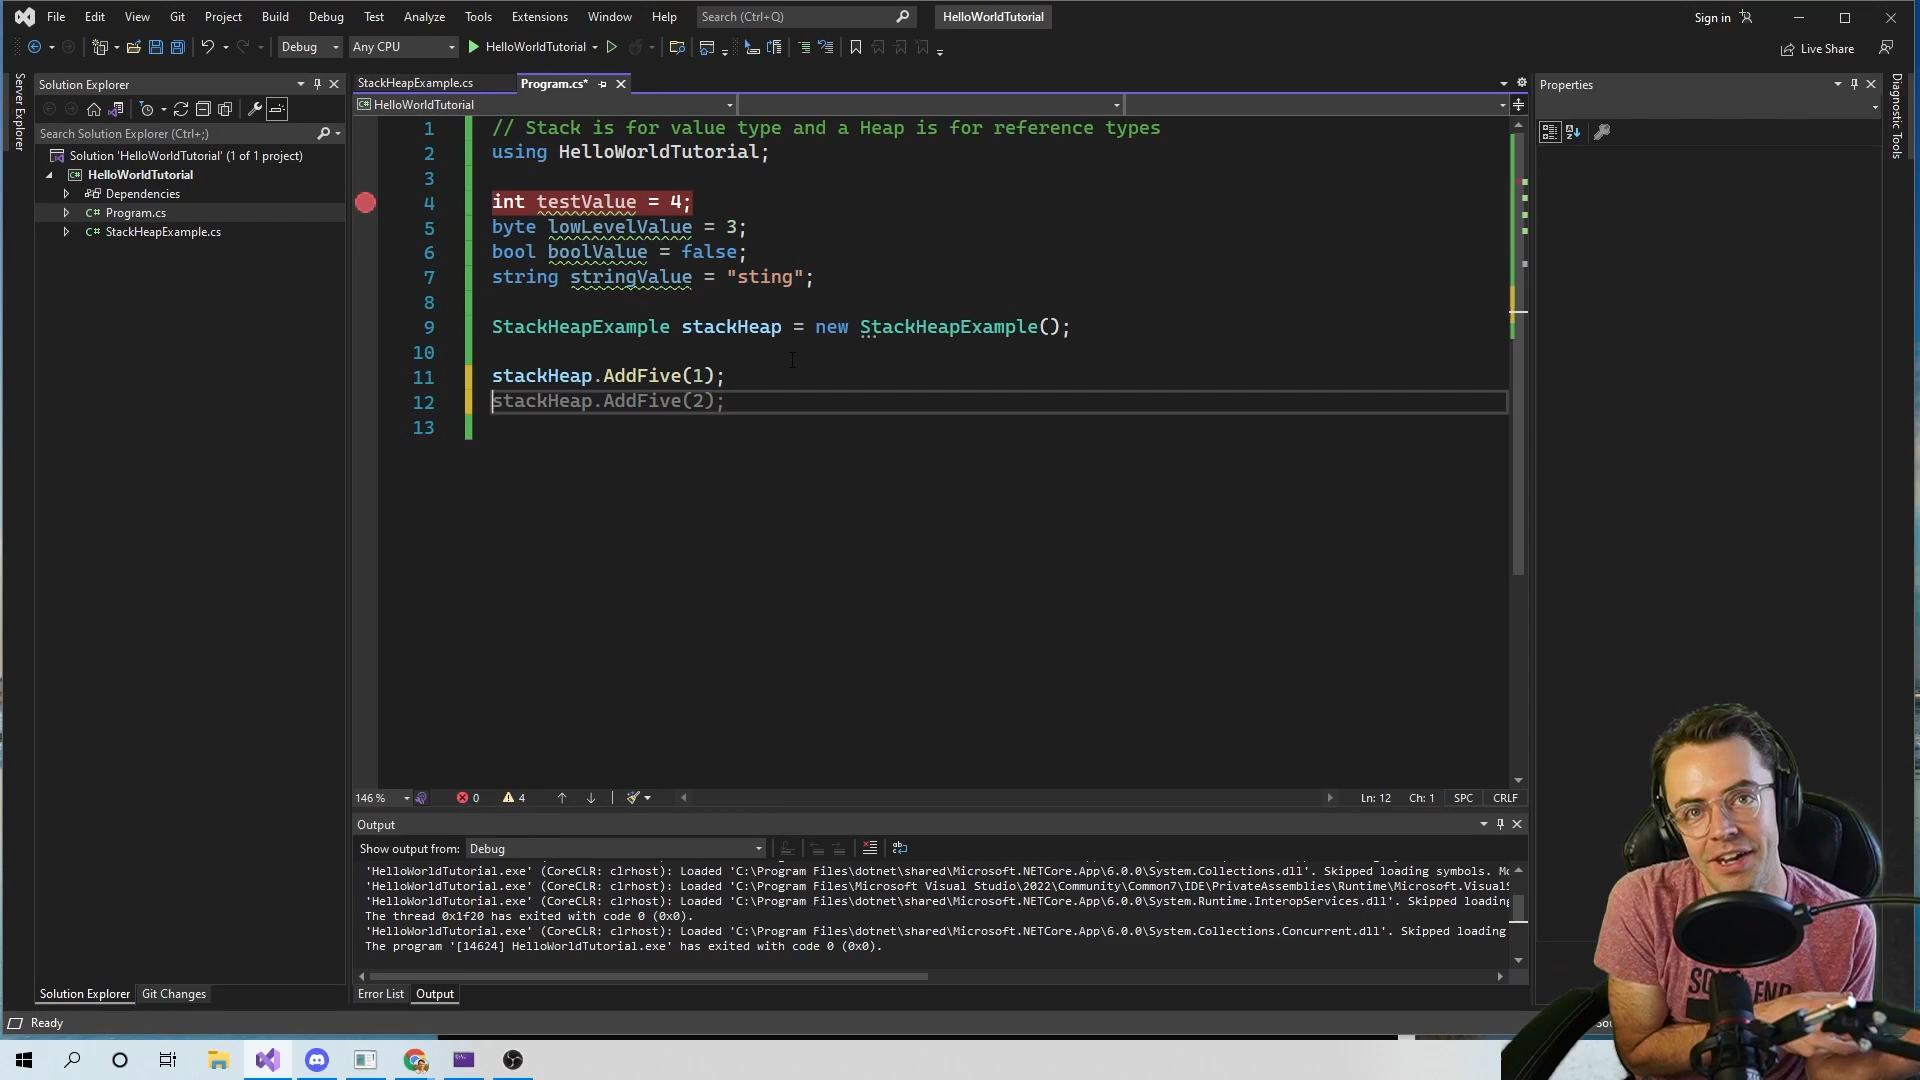 File Edit View Git Project Build Debug Test Analyze Tools Extensions Window Help Search (Ctrl+Q) HelloWorldTutorial Sign in
Debug Any CPU HelloWorldTutorial Live Share
Server Explorer
Solution Explorer
Search Solution Explorer (Ctrl+;)
Solution 'HelloWorldTutorial' (1 of 1 project)
HelloWorldTutorial
Dependencies
C# Program.cs
C# StackHeapExample.cs
Solution Explorer Git Changes
StackHeapExample.cs Program.cs*
HelloWorldTutorial
1 // Stack is for value type and a Heap is for reference types
2 using HelloWorldTutorial;
3
4 int testValue = 4;
5 byte lowLevelValue = 3;
6 bool boolValue = false;
7 string stringValue = "sting";
8
9 StackHeapExample stackHeap = new StackHeapExample();
10
11 stackHeap.AddFive(1);
12 stackHeap.AddFive(2);
13
146 % 0 4 Ln: 12 Ch: 1 SPC CRLF
Output
Show output from: Debug
'HelloWorldTutorial.exe' (CoreCLR: clrhost): Loaded 'C:\Program Files\dotnet\shared\Microsoft.NETCore.App\6.0.0\System.Collections.dll'. Skipped loading symbols. Mo
'HelloWorldTutorial.exe' (CoreCLR: clrhost): Loaded 'C:\Program Files\Microsoft Visual Studio\2022\Community\Common7\IDE\PrivateAssemblies\Runtime\Microsoft.VisualS
'HelloWorldTutorial.exe' (CoreCLR: clrhost): Loaded 'C:\Program Files\dotnet\shared\Microsoft.NETCore.App\6.0.0\System.Runtime.InteropServices.dll'. Skipped loading
The thread 0x1f20 has exited with code 0 (0x0).
'HelloWorldTutorial.exe' (CoreCLR: clrhost): Loaded 'C:\Program Files\dotnet\shared\Microsoft.NETCore.App\6.0.0\System.Collections.Concurrent.dll'. Skipped loading
The program '[14624] HelloWorldTutorial.exe' has exited with code 0 (0x0).
Error List Output
Properties
Diagnostic Tools
Ready